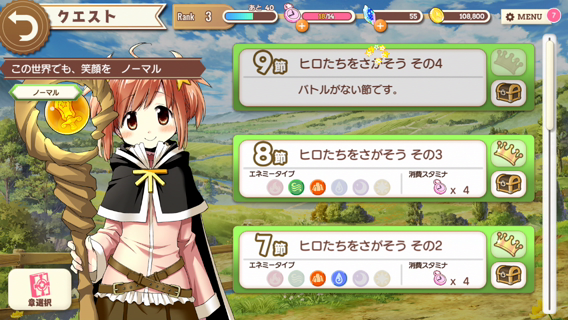 クエスト
Rank 3
あと 40
18/14
55
108,800
MENU
?
この世界でも、笑顔を ノーマル
ノーマル
9節 ヒロたちをさがそう その4
バトルがない節です。
8節 ヒロたちをさがそう その3
エネミータイプ
消費スタミナ
x 4
7節 ヒロたちをさがそう その2
エネミータイプ
消費スタミナ
x 4
章選択